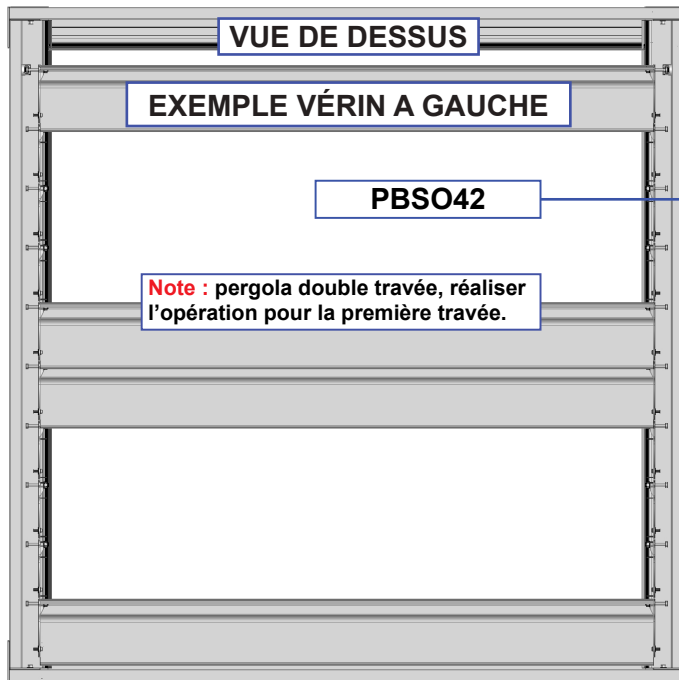 VUE DE DESSUS
EXEMPLE VÉRIN A GAUCHE
PBSO42
Note : pergola double travée, réaliser
l’opération pour la première travée.